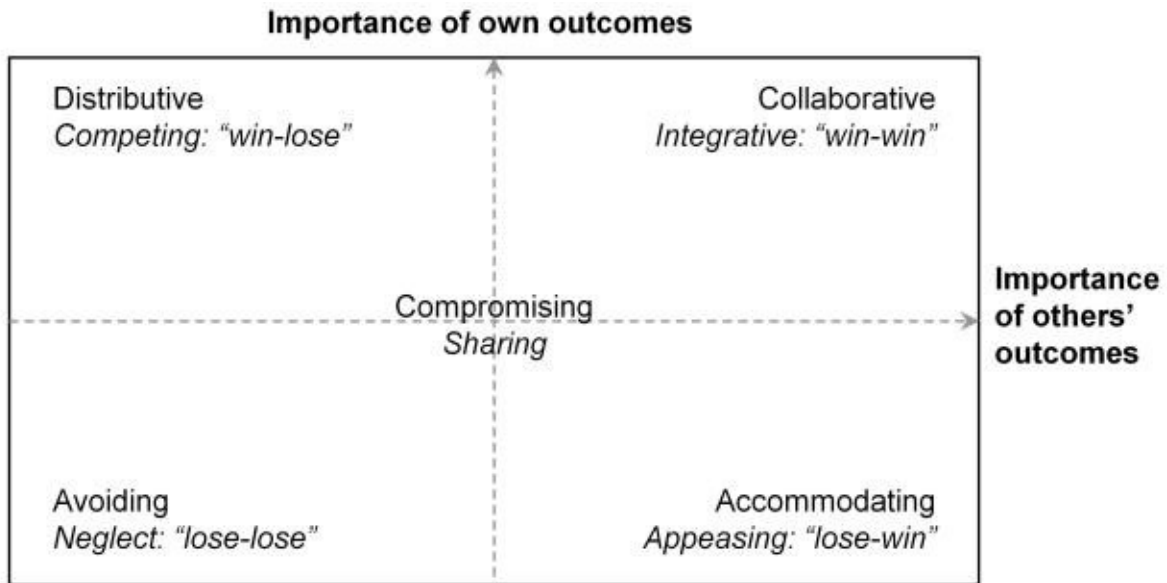 Importance of own outcomes
Distributive
Competing: “win-lose”
Collaborative
Integrative: “win-win”
Compromising
Sharing
Importance
of others’
outcomes
Avoiding
Neglect: “lose-lose”
Accommodating
Appeasing: “lose-win”